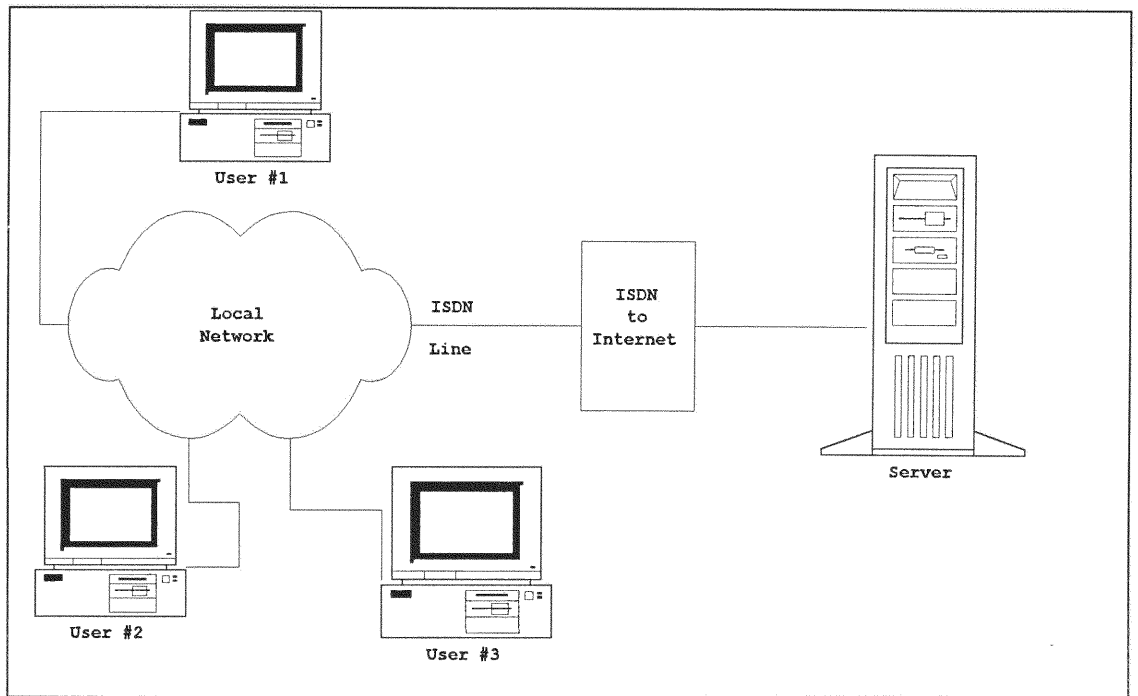 User #1
Local
Network
ISDN
Line
ISDN
to
Internet
Server
User #2
User #3